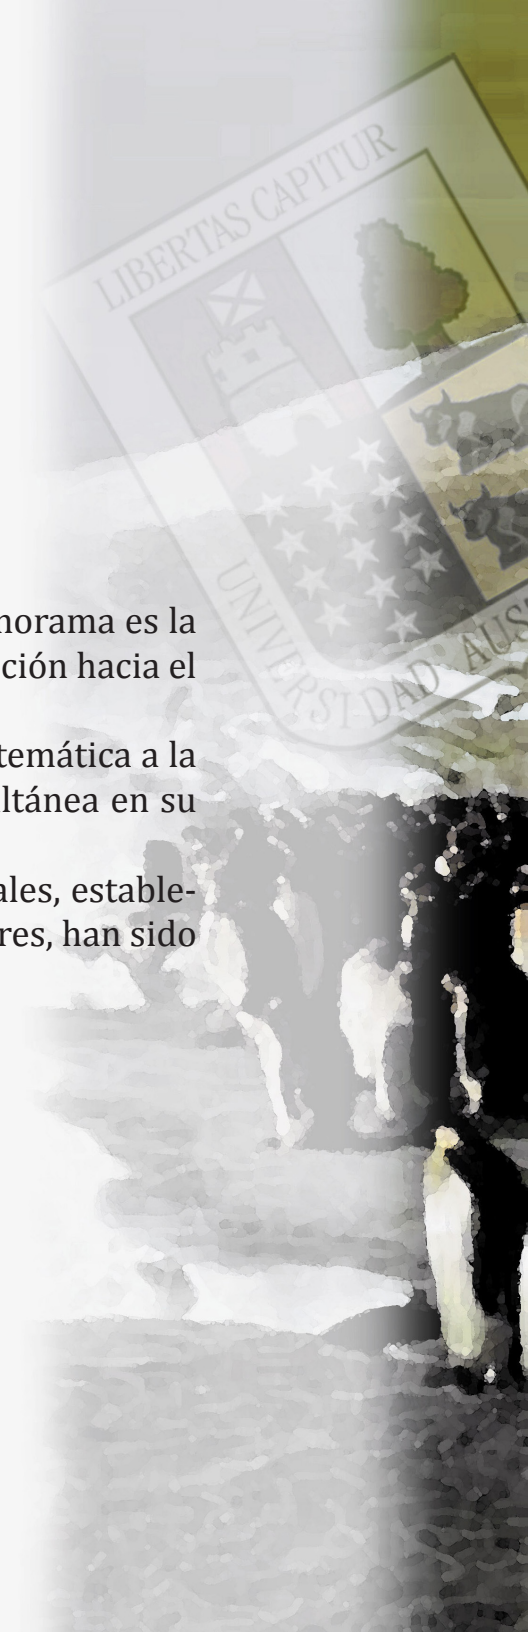 LIBERTAS CAPITUR
norama es la
ción hacia el
UNIVERSIDAD AUS
temática a la
ltánea en su
ales, estable-
res, han sido